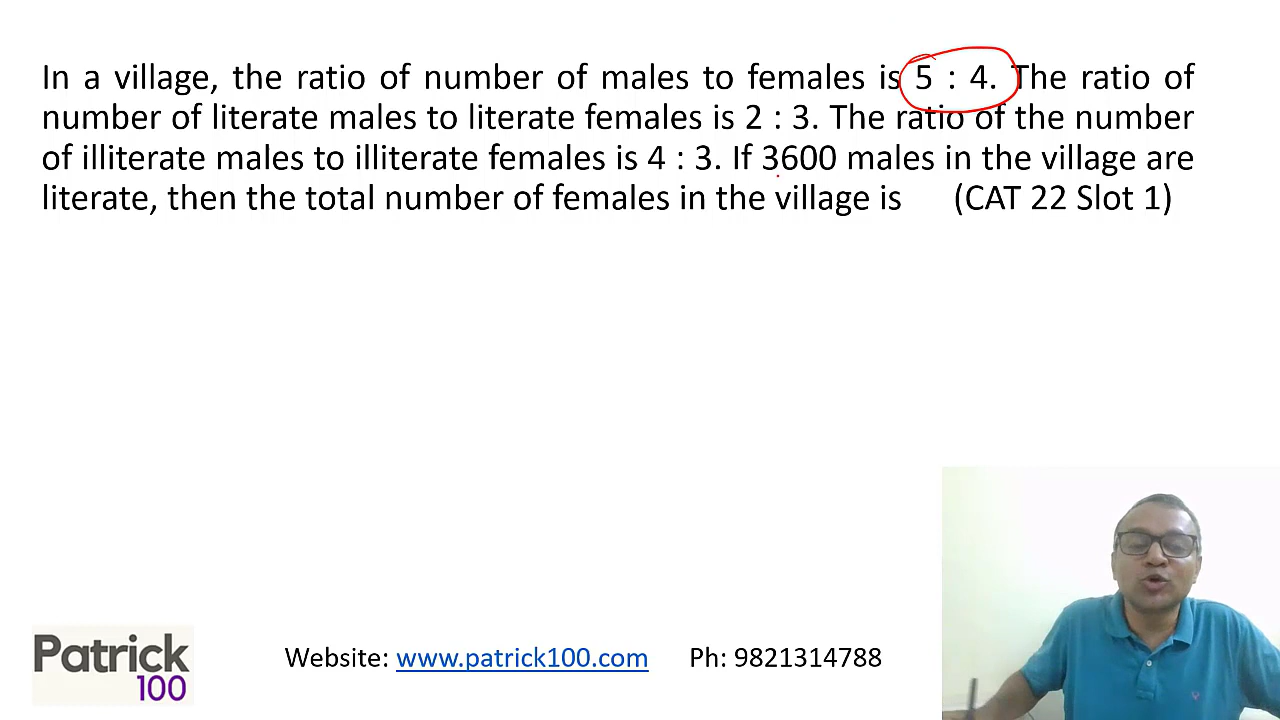 In a village, the ratio of number of males to females is 5 : 4. The ratio of
number of literate males to literate females is 2 : 3. The ratio of the number
of illiterate males to illiterate females is 4 : 3. If 3600 males in the village are
literate, then the total number of females in the village is (CAT 22 Slot 1)
Patrick
100
Website: www.patrick100.com Ph: 9821314788